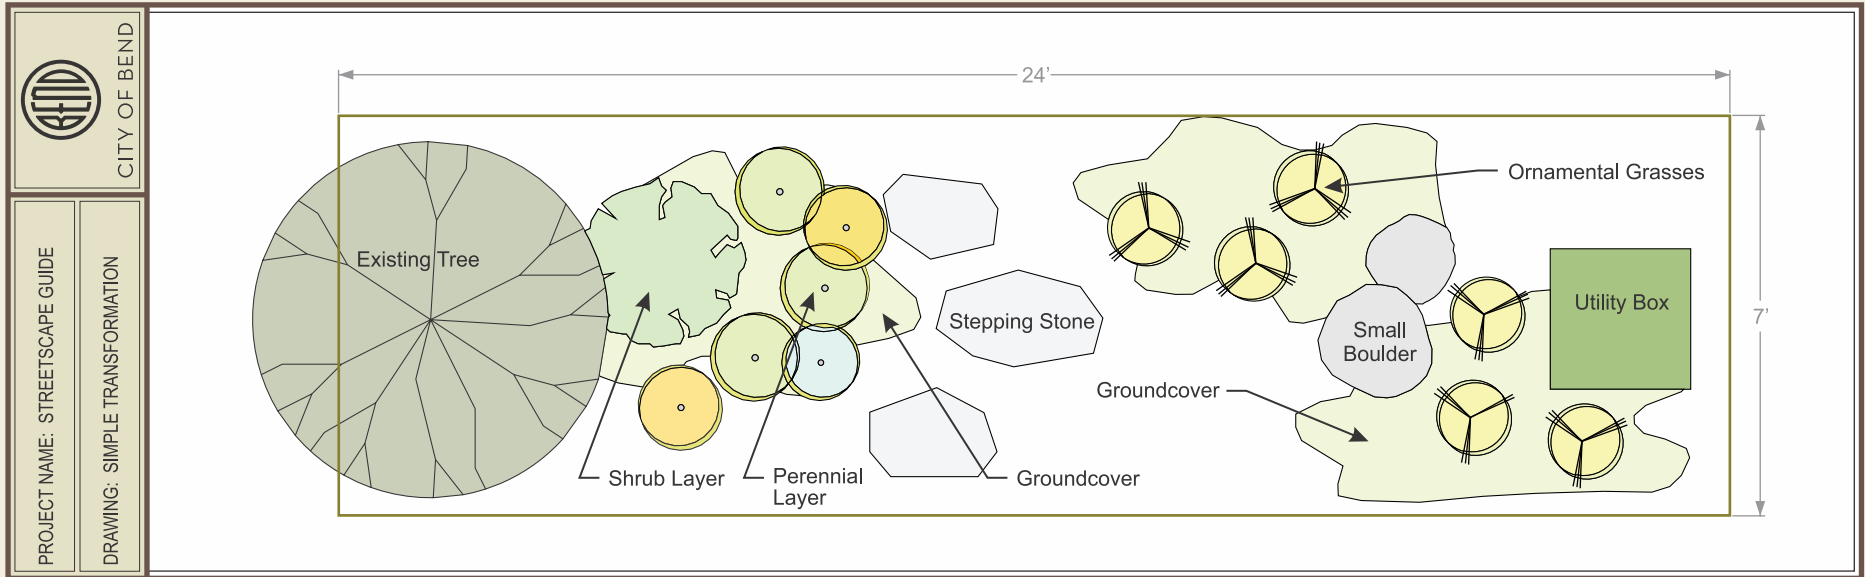 BEND
CITY OF BEND
PROJECT NAME: STREETSCAPE GUIDE
DRAWING: SIMPLE TRANSFORMATION
24'
7'
Existing Tree
Ornamental Grasses
Utility Box
Stepping Stone
Small
Boulder
Groundcover
Shrub Layer
Perennial
Layer
Groundcover